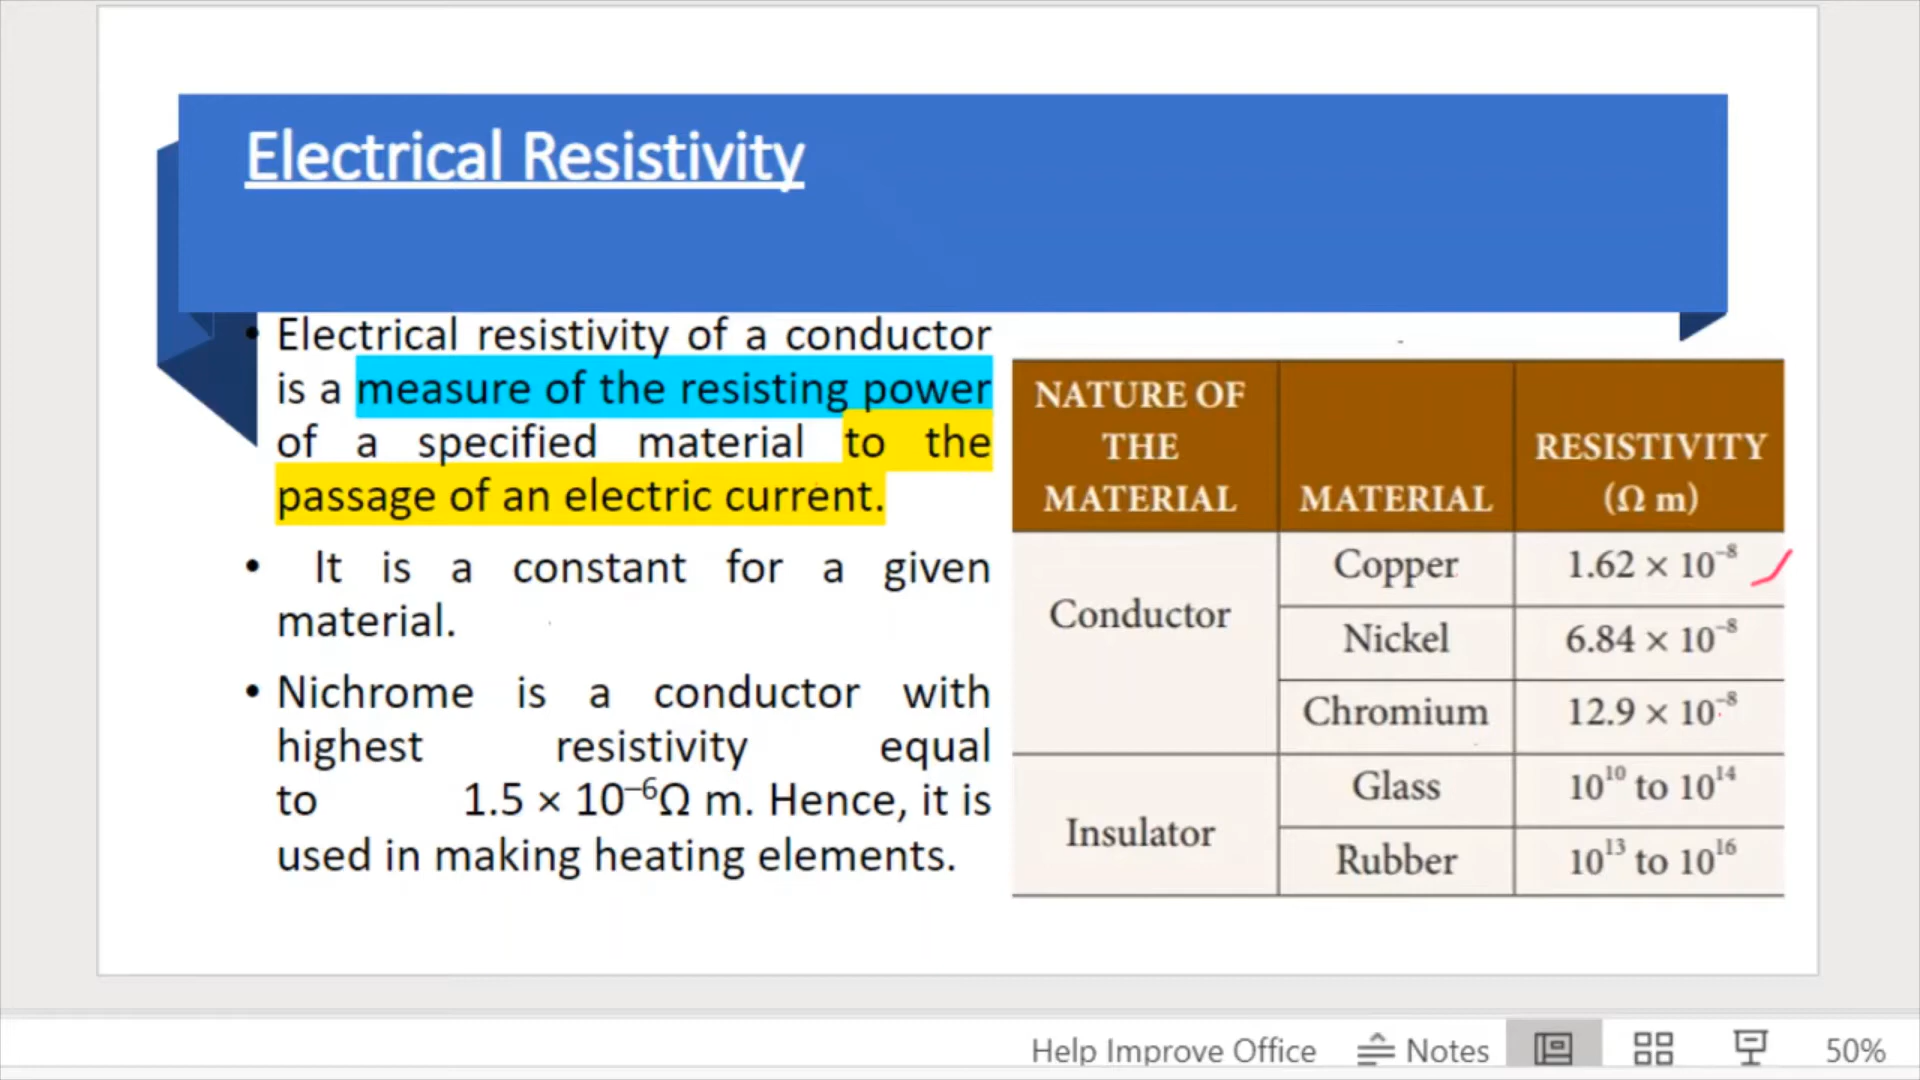 Electrical Resistivity
• Electrical resistivity of a conductor
is a measure of the resisting power
of a specified material to the
passage of an electric current.
• It is a constant for a given
material.
• Nichrome is a conductor with
highest resistivity equal
to 1.5 × 10⁻⁶Ω m. Hence, it is
used in making heating elements.
NATURE OF THE MATERIAL MATERIAL RESISTIVITY (Ω m)
Conductor Copper 1.62 × 10⁻⁸
Nickel 6.84 × 10⁻⁸
Chromium 12.9 × 10⁻⁸
Insulator Glass 10¹⁰ to 10¹⁴
Rubber 10¹³ to 10¹⁶
Help Improve Office Notes 50%